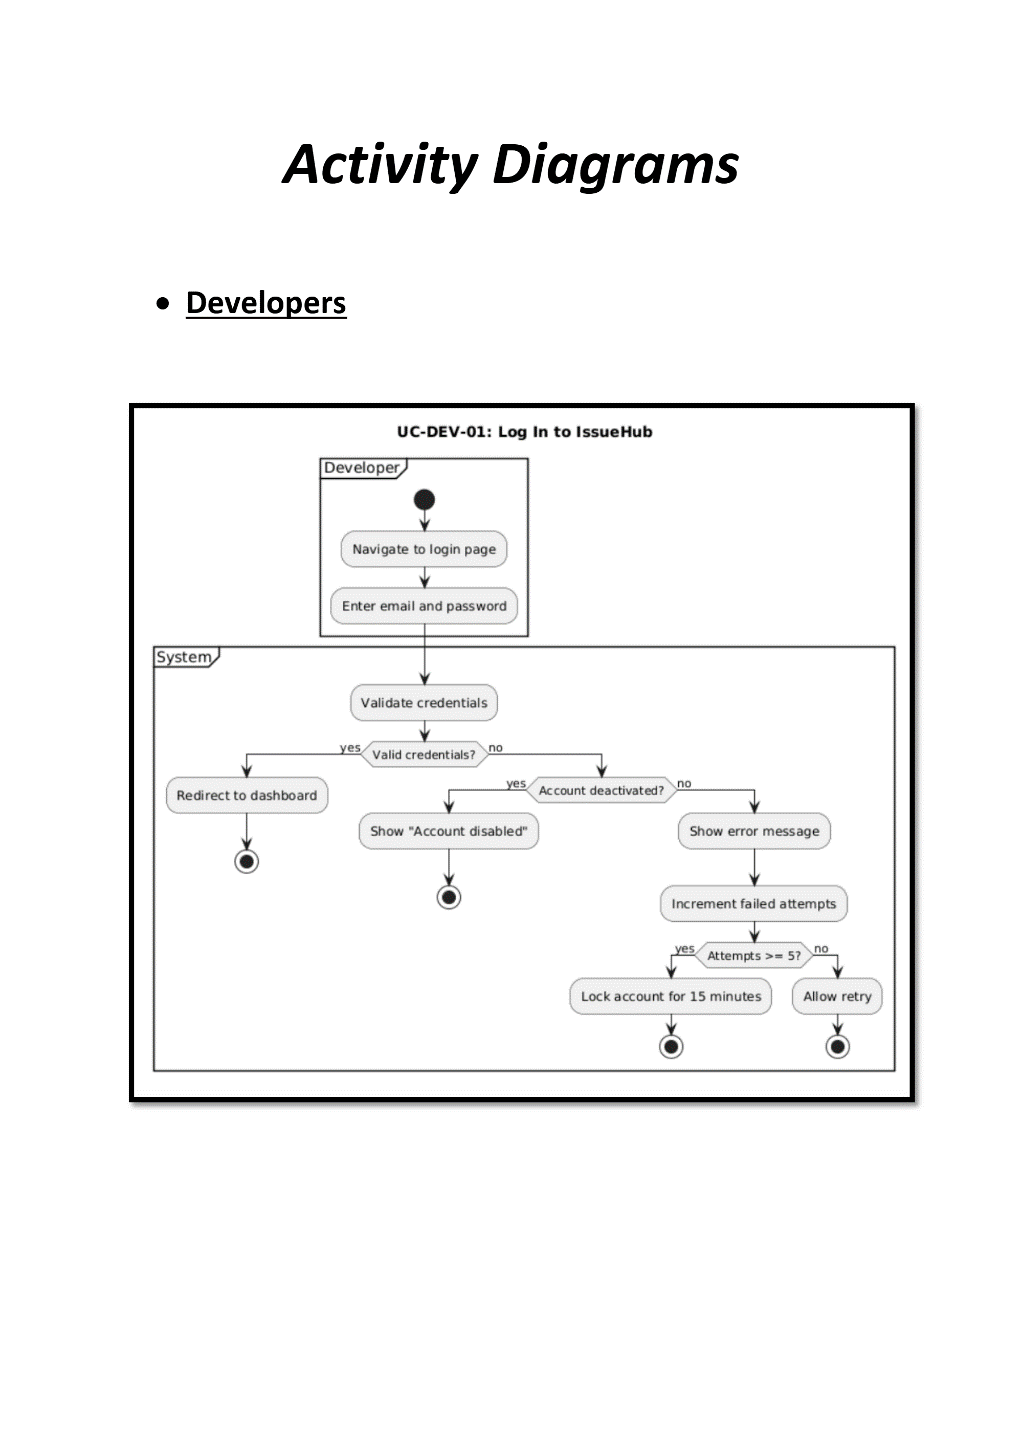 Activity Diagrams
• Developers
UC-DEV-01: Log In to IssueHub
Developer
Navigate to login page
Enter email and password
System
Validate credentials
yes
Valid credentials?
no
Redirect to dashboard
yes
Account deactivated?
no
Show "Account disabled"
Show error message
Increment failed attempts
yes
Attempts >= 5?
no
Lock account for 15 minutes
Allow retry